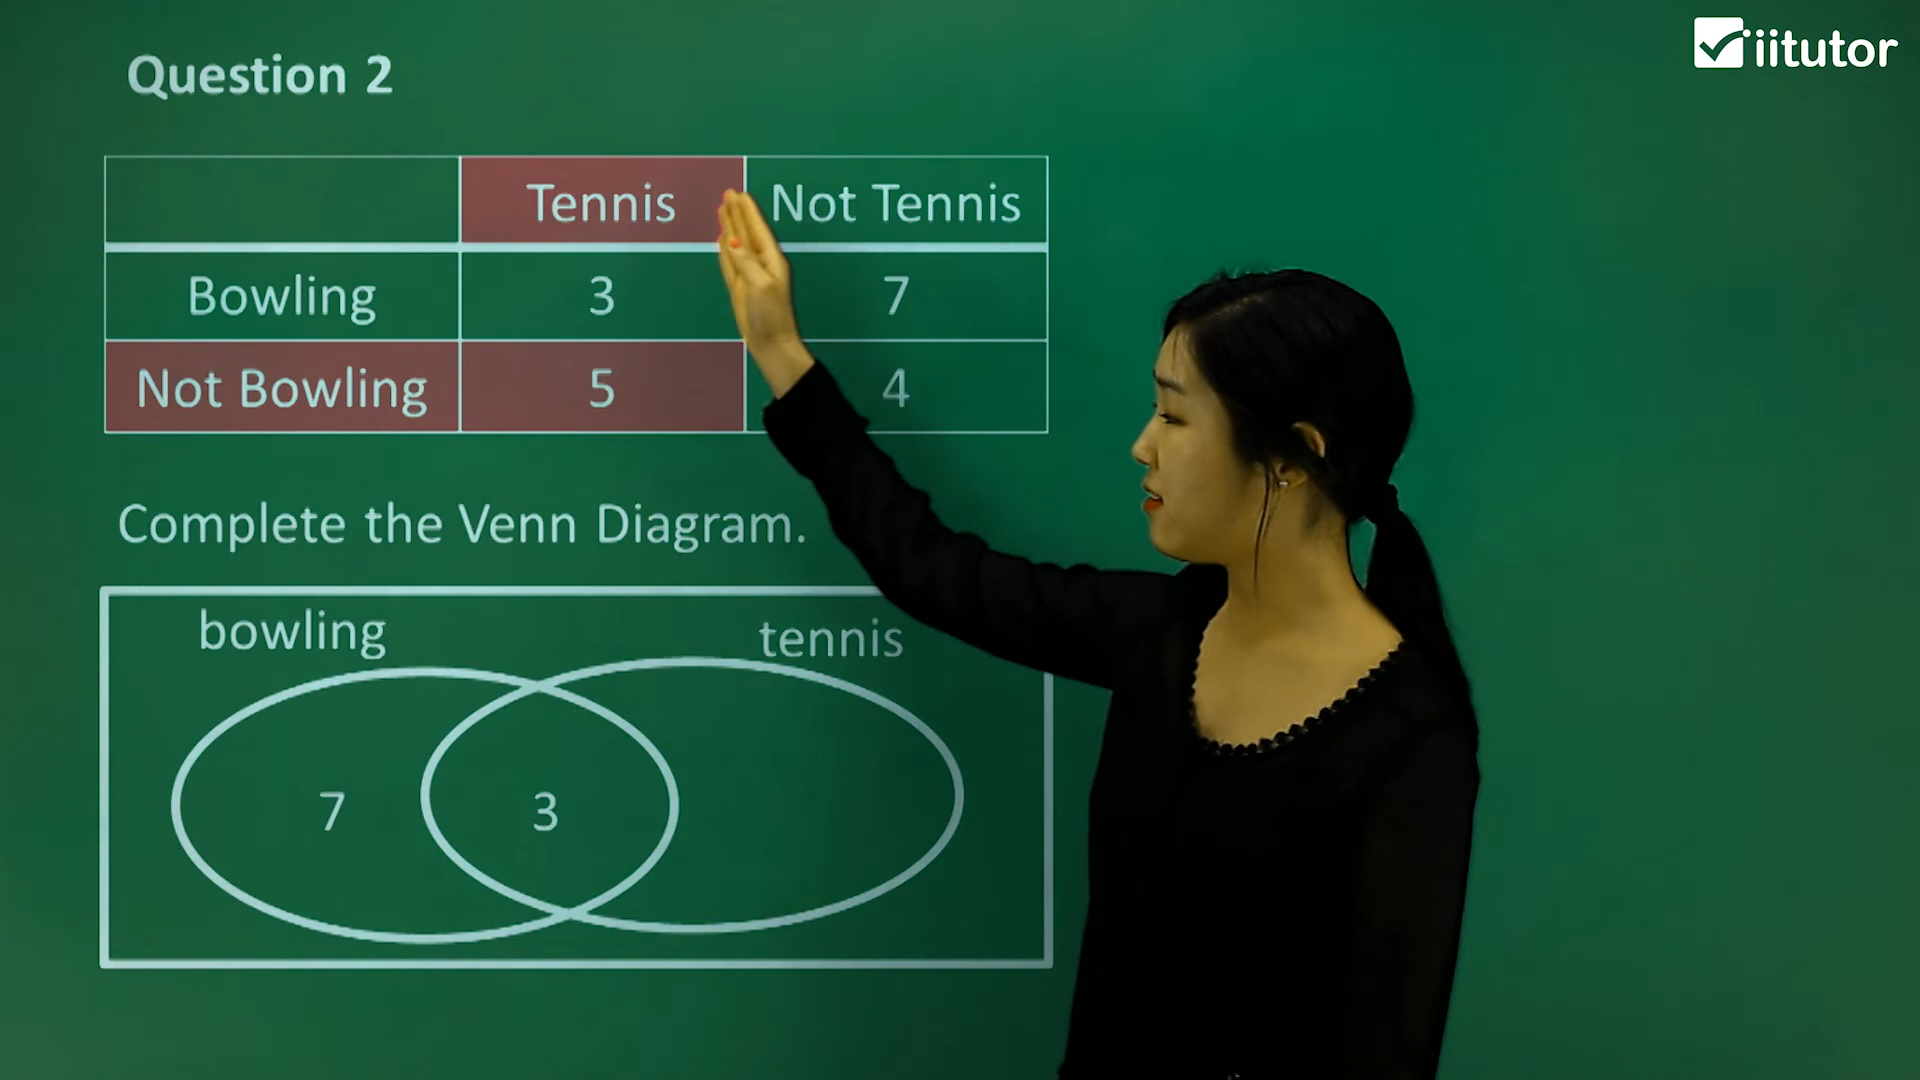 iitutor
Question 2
Tennis Not Tennis
Bowling 3 7
Not Bowling 5 4
Complete the Venn Diagram.
bowling tennis
7 3